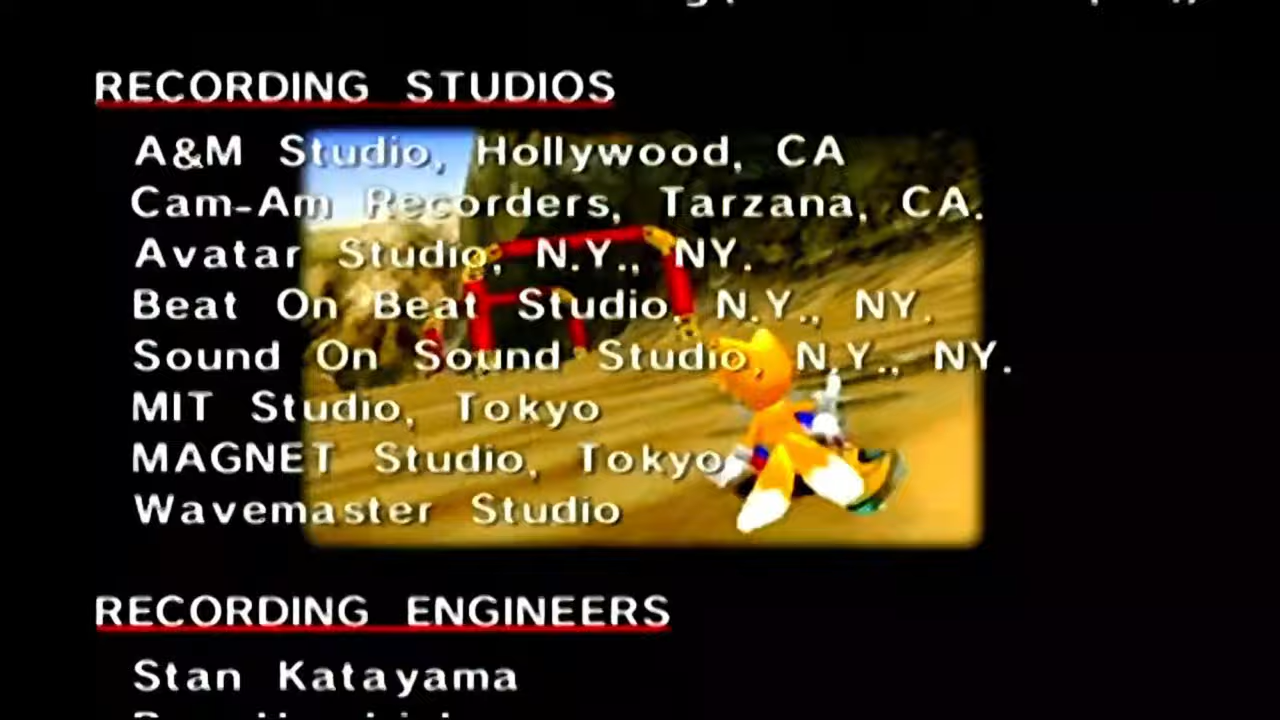 RECORDING STUDIOS
A&M Studio, Hollywood, CA
Cam-Am Recorders, Tarzana, CA.
Avatar Studio, N.Y., NY.
Beat On Beat Studio, N.Y., NY.
Sound On Sound Studio, N.Y., NY.
MIT Studio, Tokyo
MAGNET Studio, Tokyo
Wavemaster Studio
RECORDING ENGINEERS
Stan Katayama